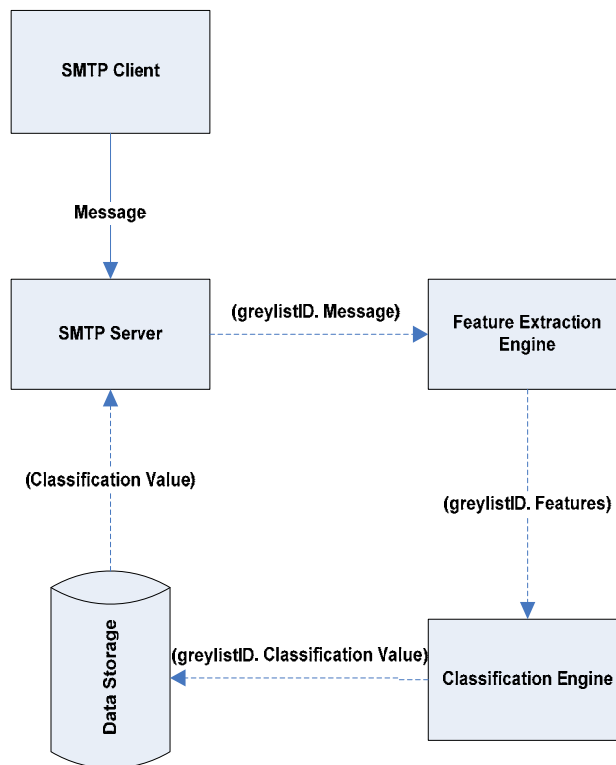 SMTP Client
Message
SMTP Server
(greylistID. Message)
Feature Extraction
Engine
(Classification Value)
(greylistID. Features)
Data Storage
(greylistID. Classification Value)
Classification Engine